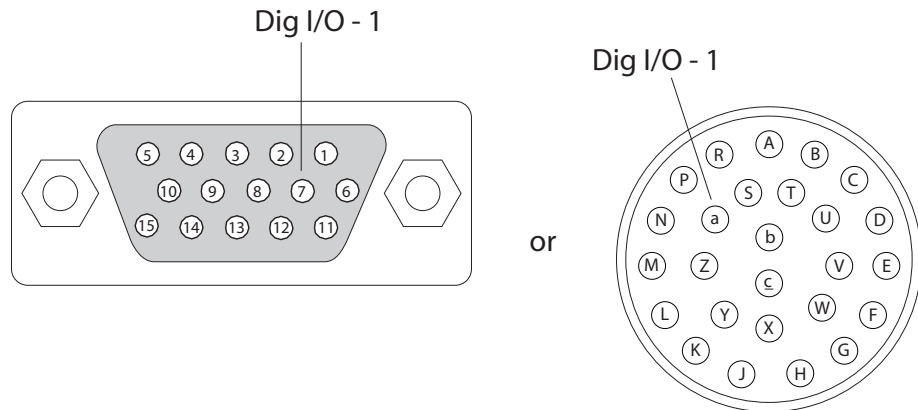 Dig I/O - 1
Dig I/O - 1
5 4 3 2 1
10 9 8 7 6
15 14 13 12 11
or
A
R B
P C
S T
N a U D
b
M Z V E
c
L Y W F
X
K G
J H